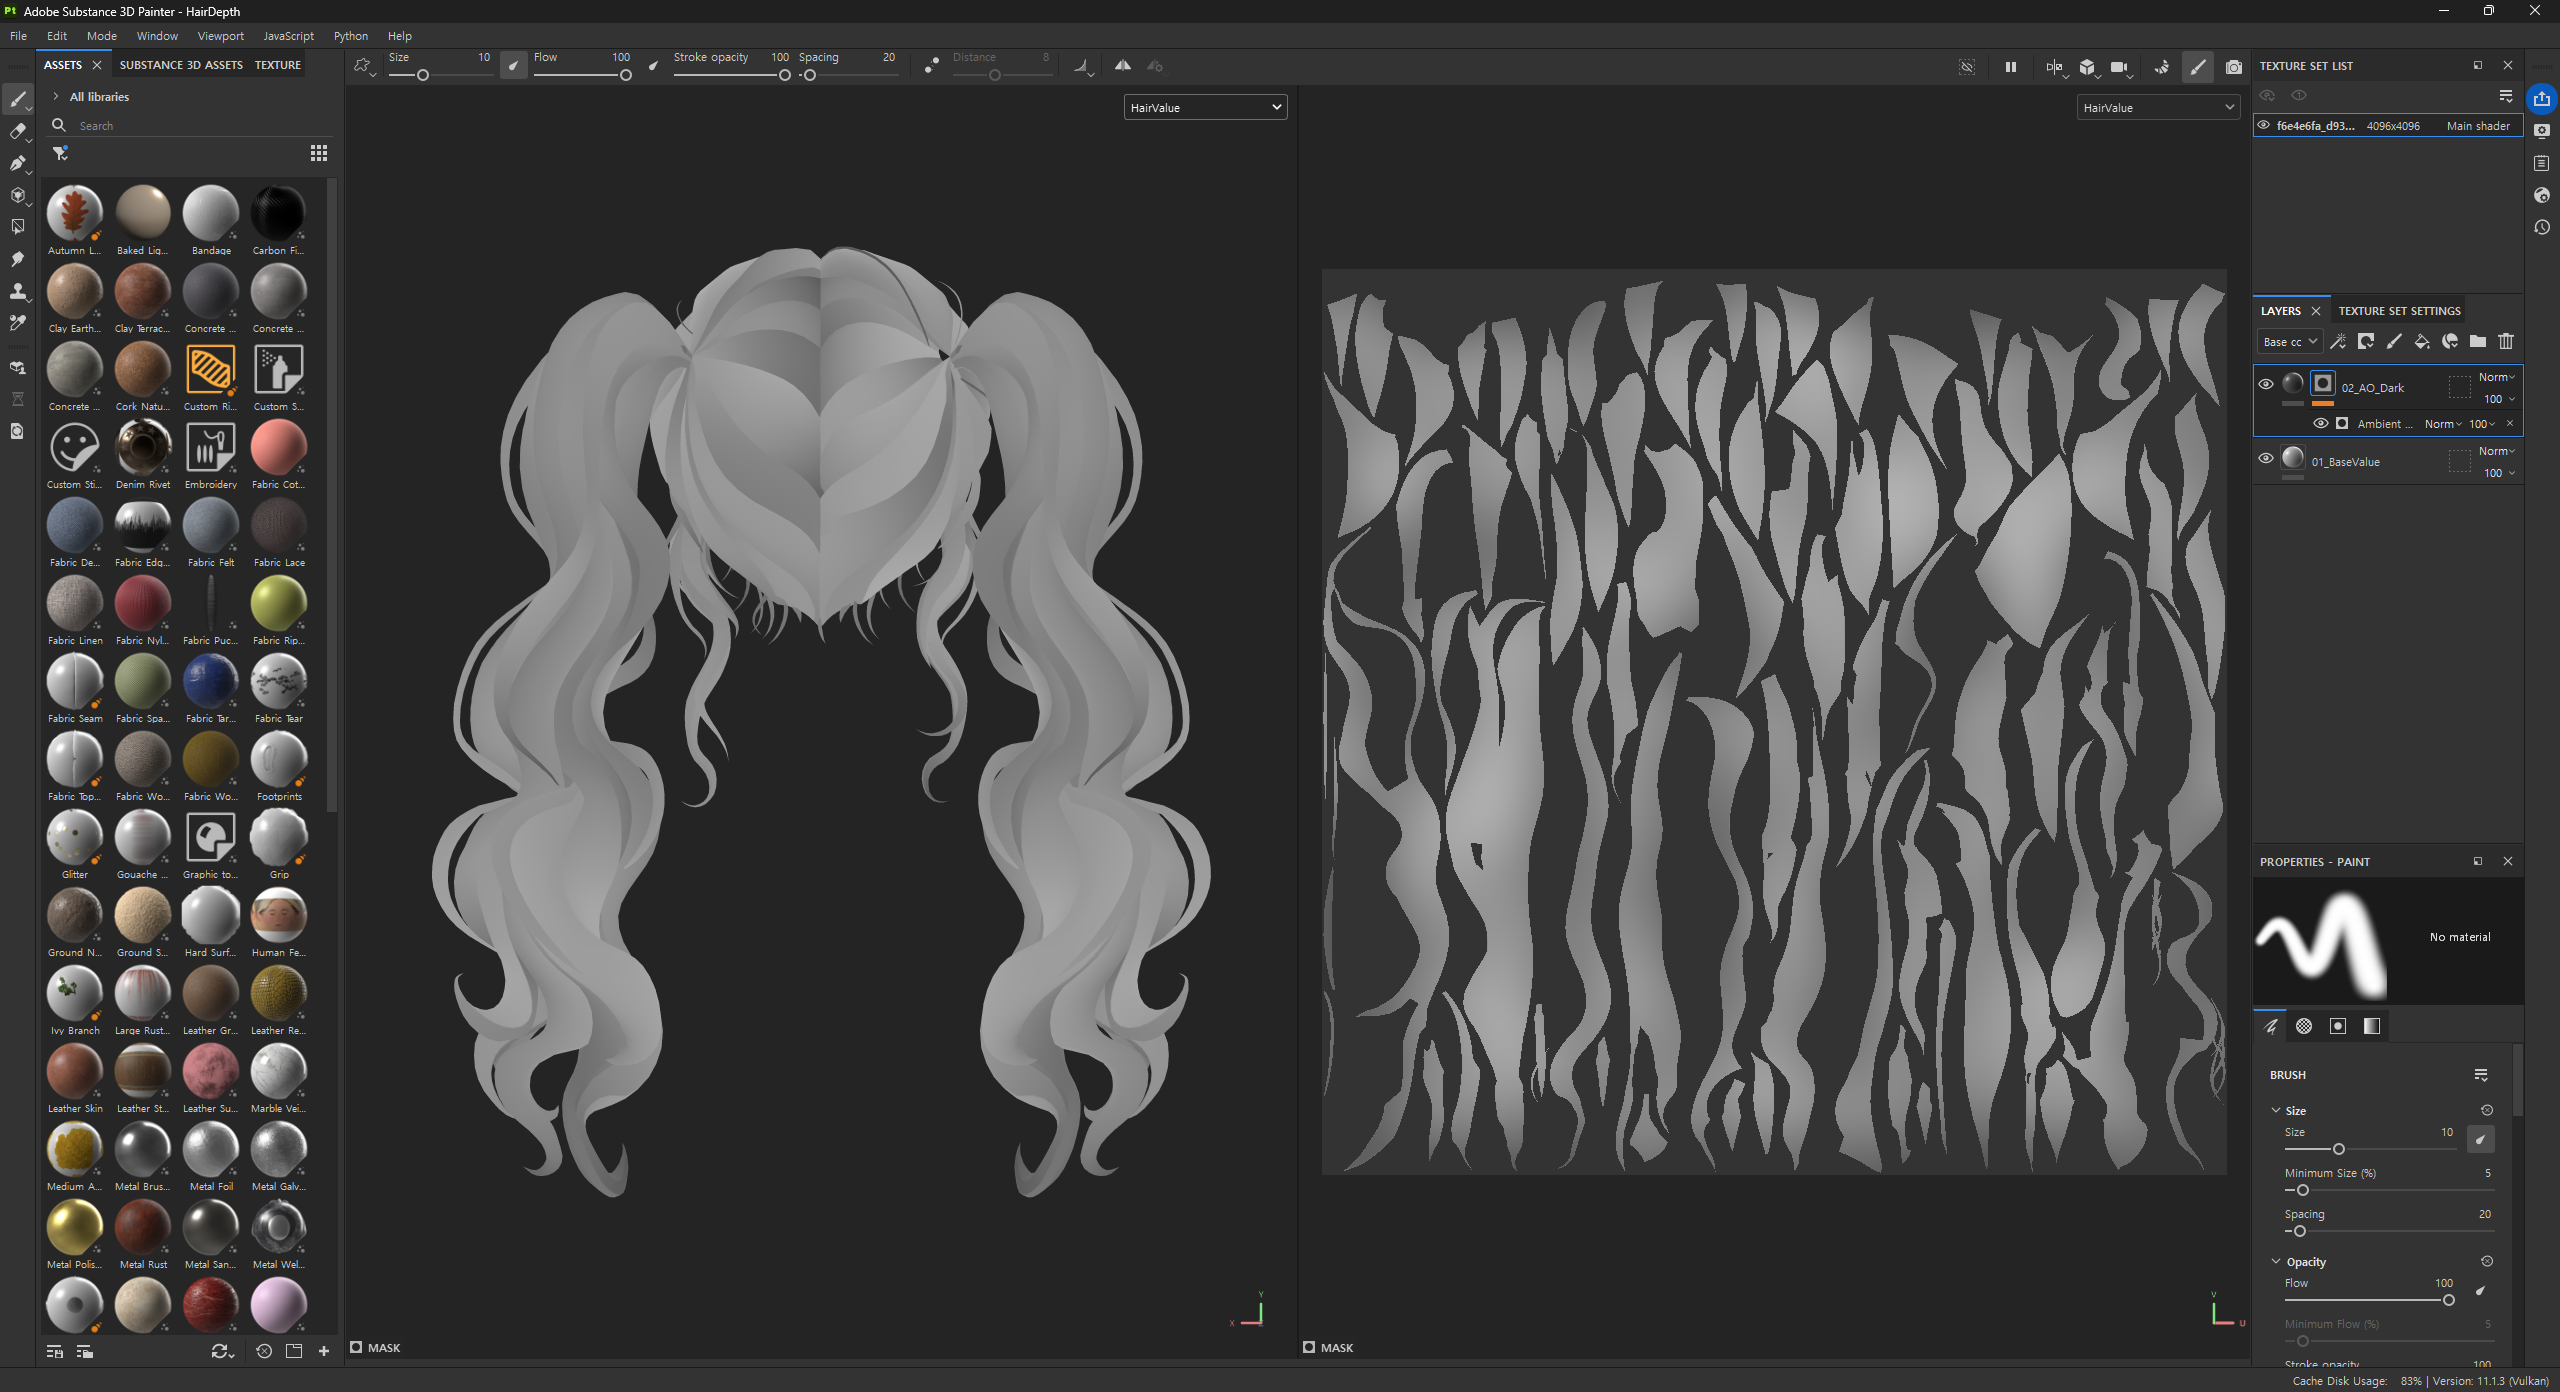 Pt Adobe Substance 3D Painter - HairDepth
File Edit Mode Window Viewport JavaScript Python Help
ASSETS SUBSTANCE 3D ASSETS TEXTURE
Size 10 Flow 100 Stroke opacity 100 Spacing 20 Distance 8
All libraries
Search
Autumn L... Baked Lig... Bandage Carbon Fi...
Clay Earth... Clay Terrac... Concrete ... Concrete ...
Concrete ... Cork Natu... Custom Ri... Custom S...
Custom Sti... Denim Rivet Embroidery Fabric Cot...
Fabric De... Fabric Edg... Fabric Felt Fabric Lace
Fabric Linen Fabric Nyl... Fabric Puc... Fabric Rip...
Fabric Seam Fabric Spa... Fabric Tar... Fabric Tear
Fabric Top... Fabric Wo... Fabric Wo... Footprints
Glitter Gouache ... Graphic to... Grip
Ground N... Ground S... Hard Surf... Human Fe...
Ivy Branch Large Rust... Leather Gr... Leather Re...
Leather Skin Leather St... Leather Su... Marble Vei...
Medium A... Metal Brus... Metal Foil Metal Galv...
Metal Polis... Metal Rust Metal San... Metal Wel...
HairValue
Y
X
MASK
HairValue
V
U
MASK
TEXTURE SET LIST
f6e4e6fa_d93... 4096x4096 Main shader
LAYERS TEXTURE SET SETTINGS
Base cc
02_AO_Dark Norm
100
Ambient ... Norm 100
01_BaseValue Norm
100
PROPERTIES - PAINT
No material
BRUSH
Size
Size 10
Minimum Size (%) 5
Spacing 20
Opacity
Flow 100
Minimum Flow (%) 5
Stroke opacity 100
Cache Disk Usage: 83% | Version: 11.1.3 (Vulkan)